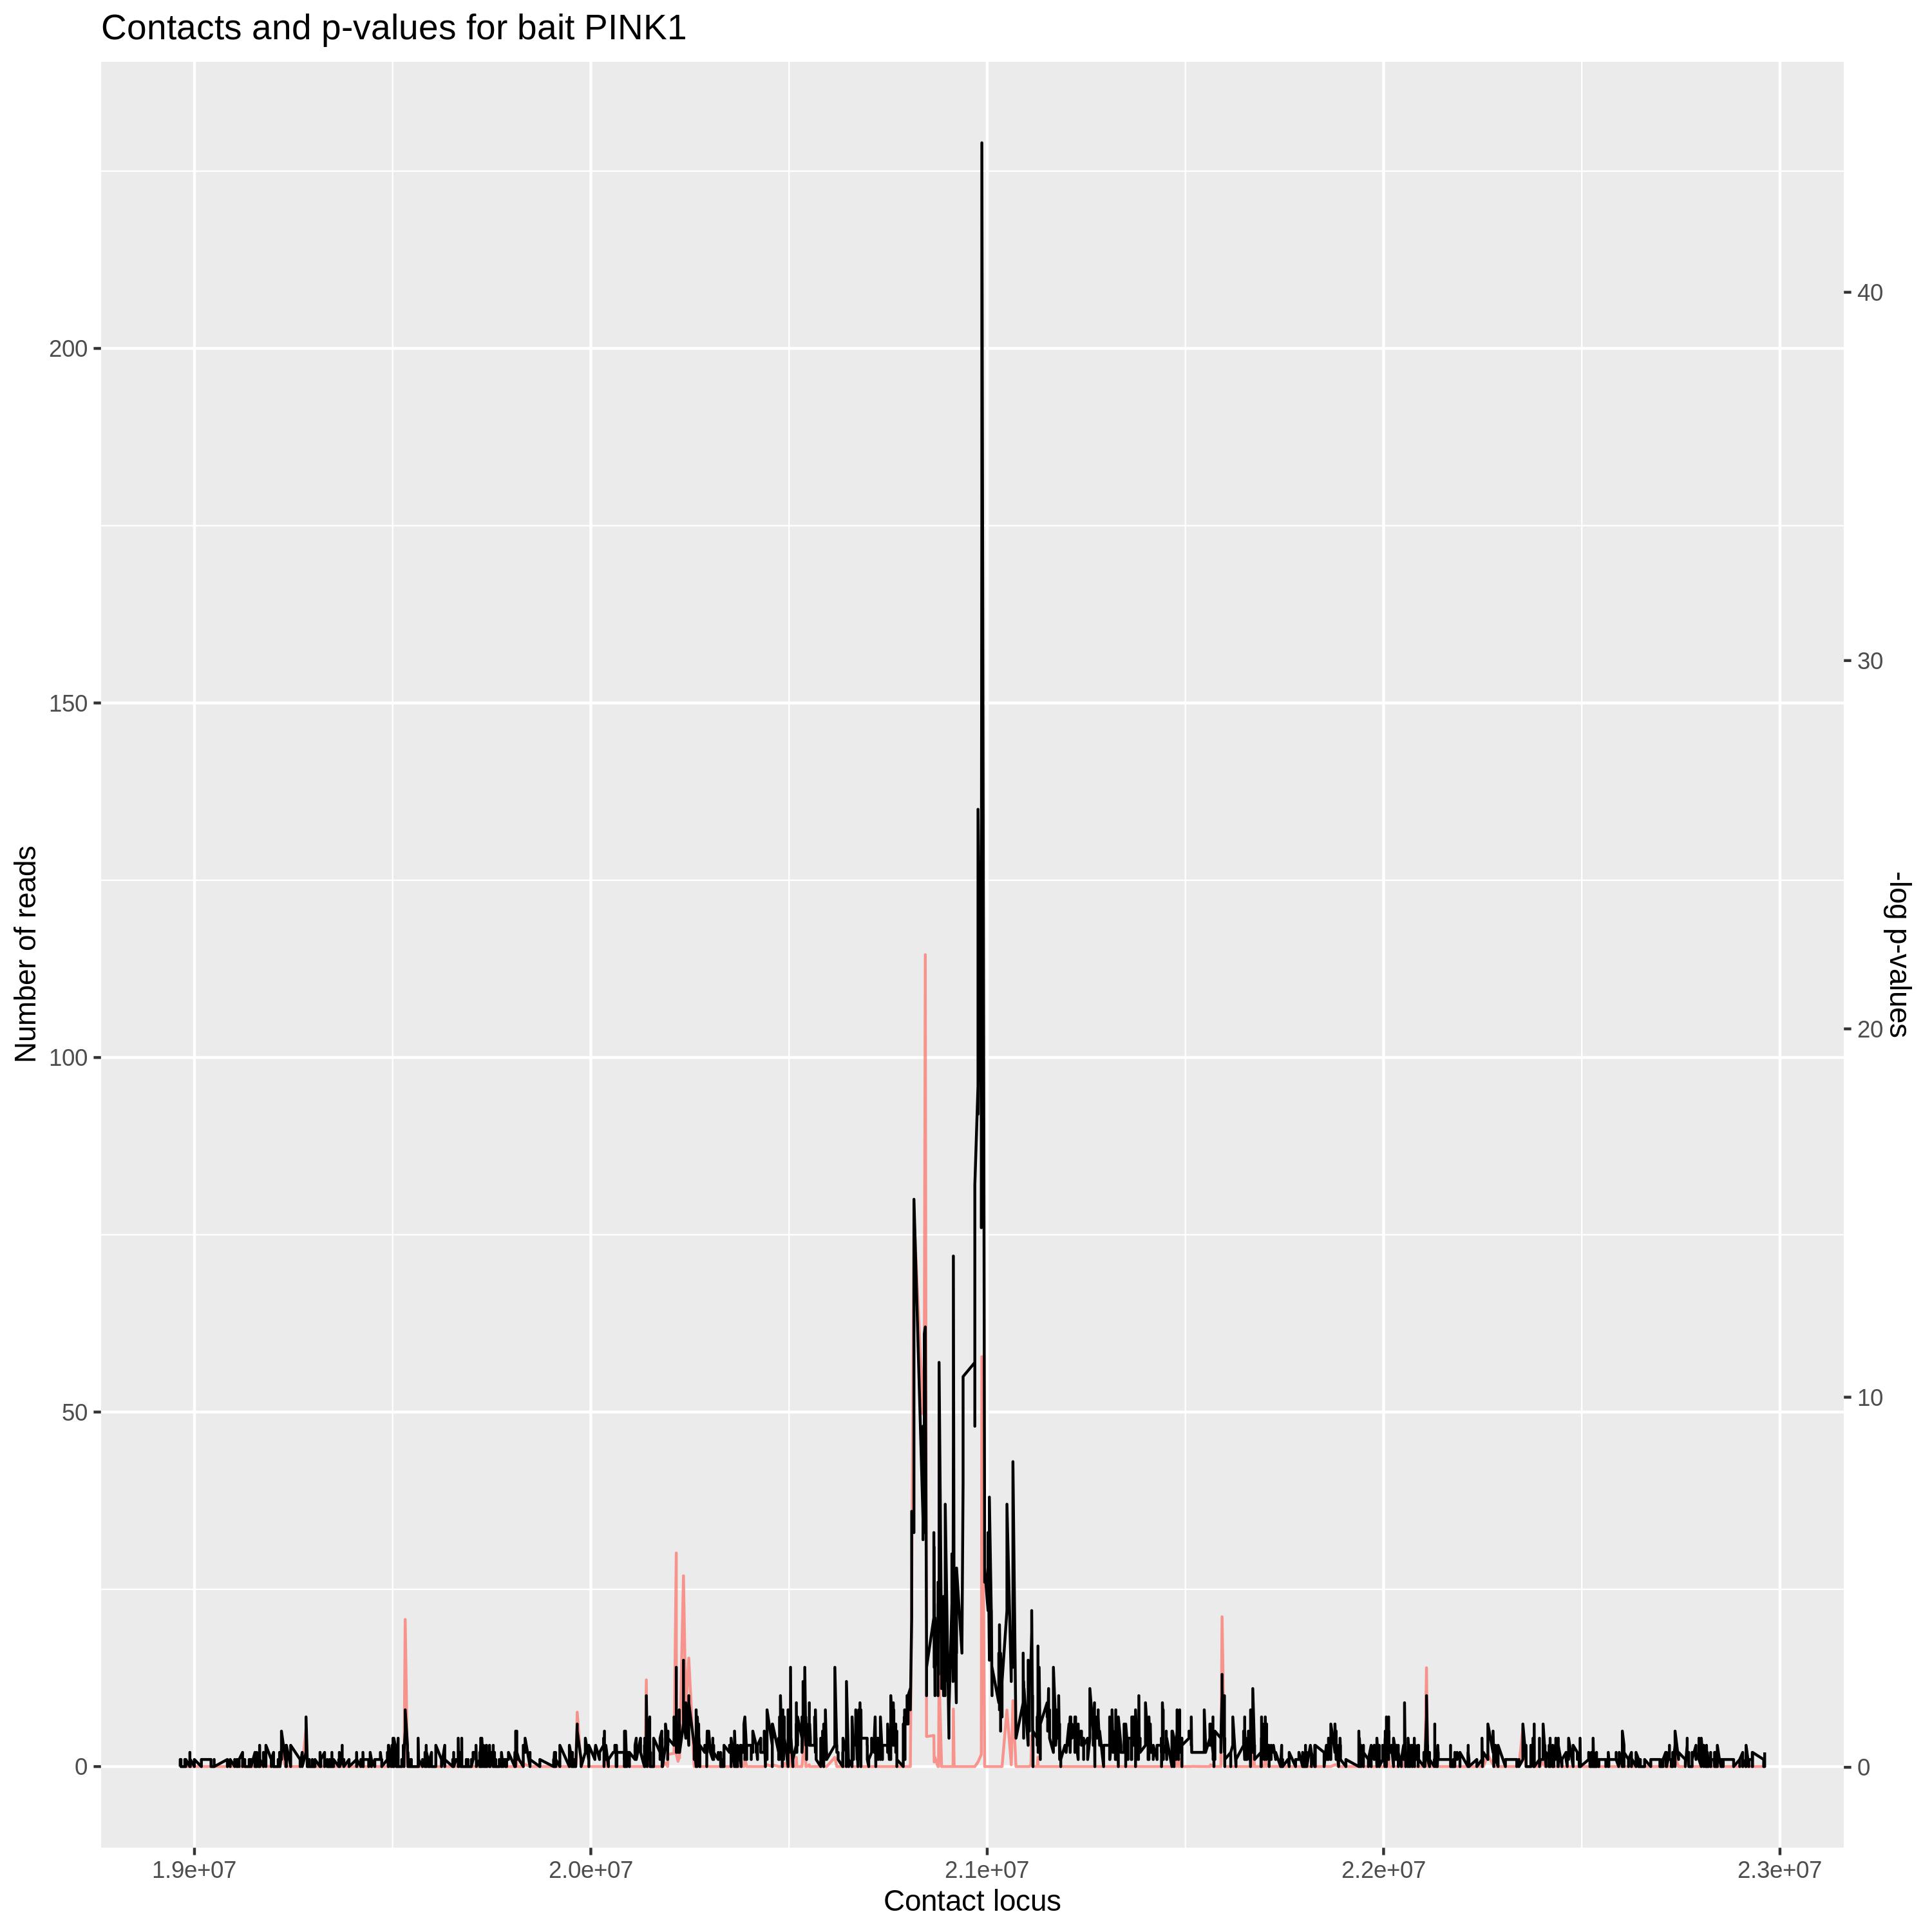 Contacts and p-values for bait PINK1
200
150
100
50
0
Number of reads
40
30
20
10
0
-log p-values
1.9e+07 2.0e+07 2.1e+07 2.2e+07 2.3e+07
Contact locus